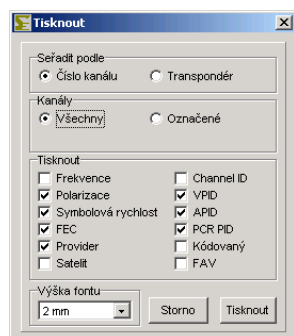 Tisknout
Seřadit podle
Číslo kanálu Transpondér
Kanály
Všechny Označené
Tisknout
Frekvence Channel ID
Polarizace VPID
Symbolová rychlost APID
FEC PCR PID
Provider Kódovaný
Satelit FAV
Výška fontu
2 mm Storno Tisknout